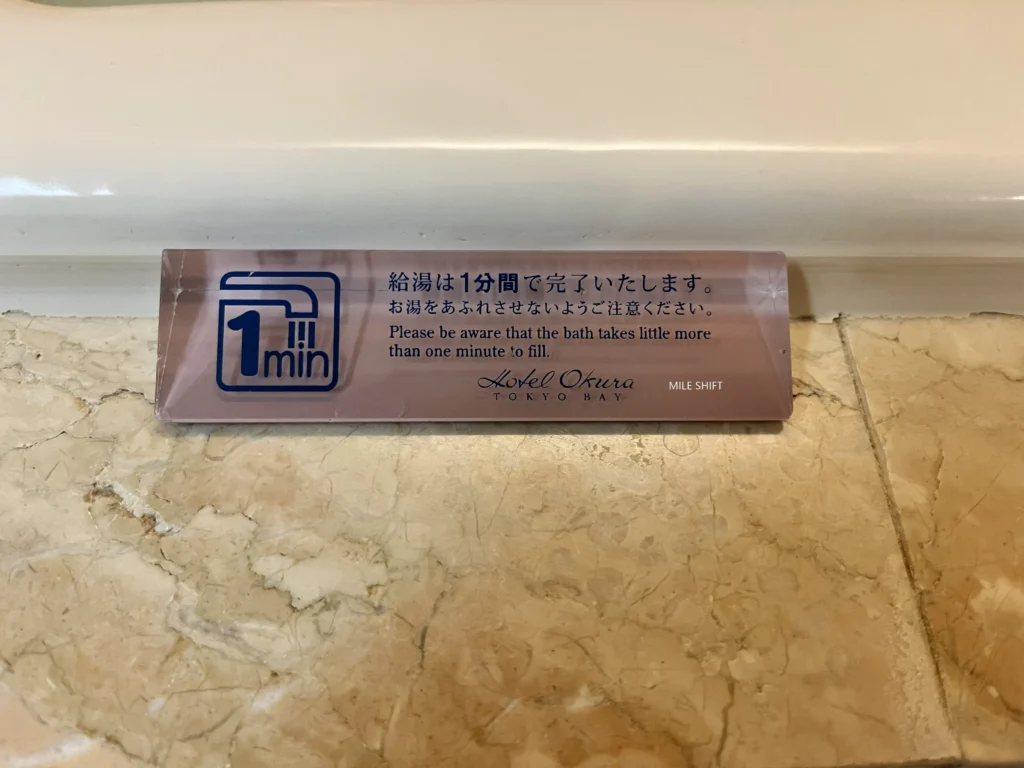 1min
給湯は1分間で完了いたします。
お湯をあふれさせないようご注意ください。
Please be aware that the bath takes little more
than one minute to fill.
Hotel Okura
TOKYO BAY
MILE SHIFT